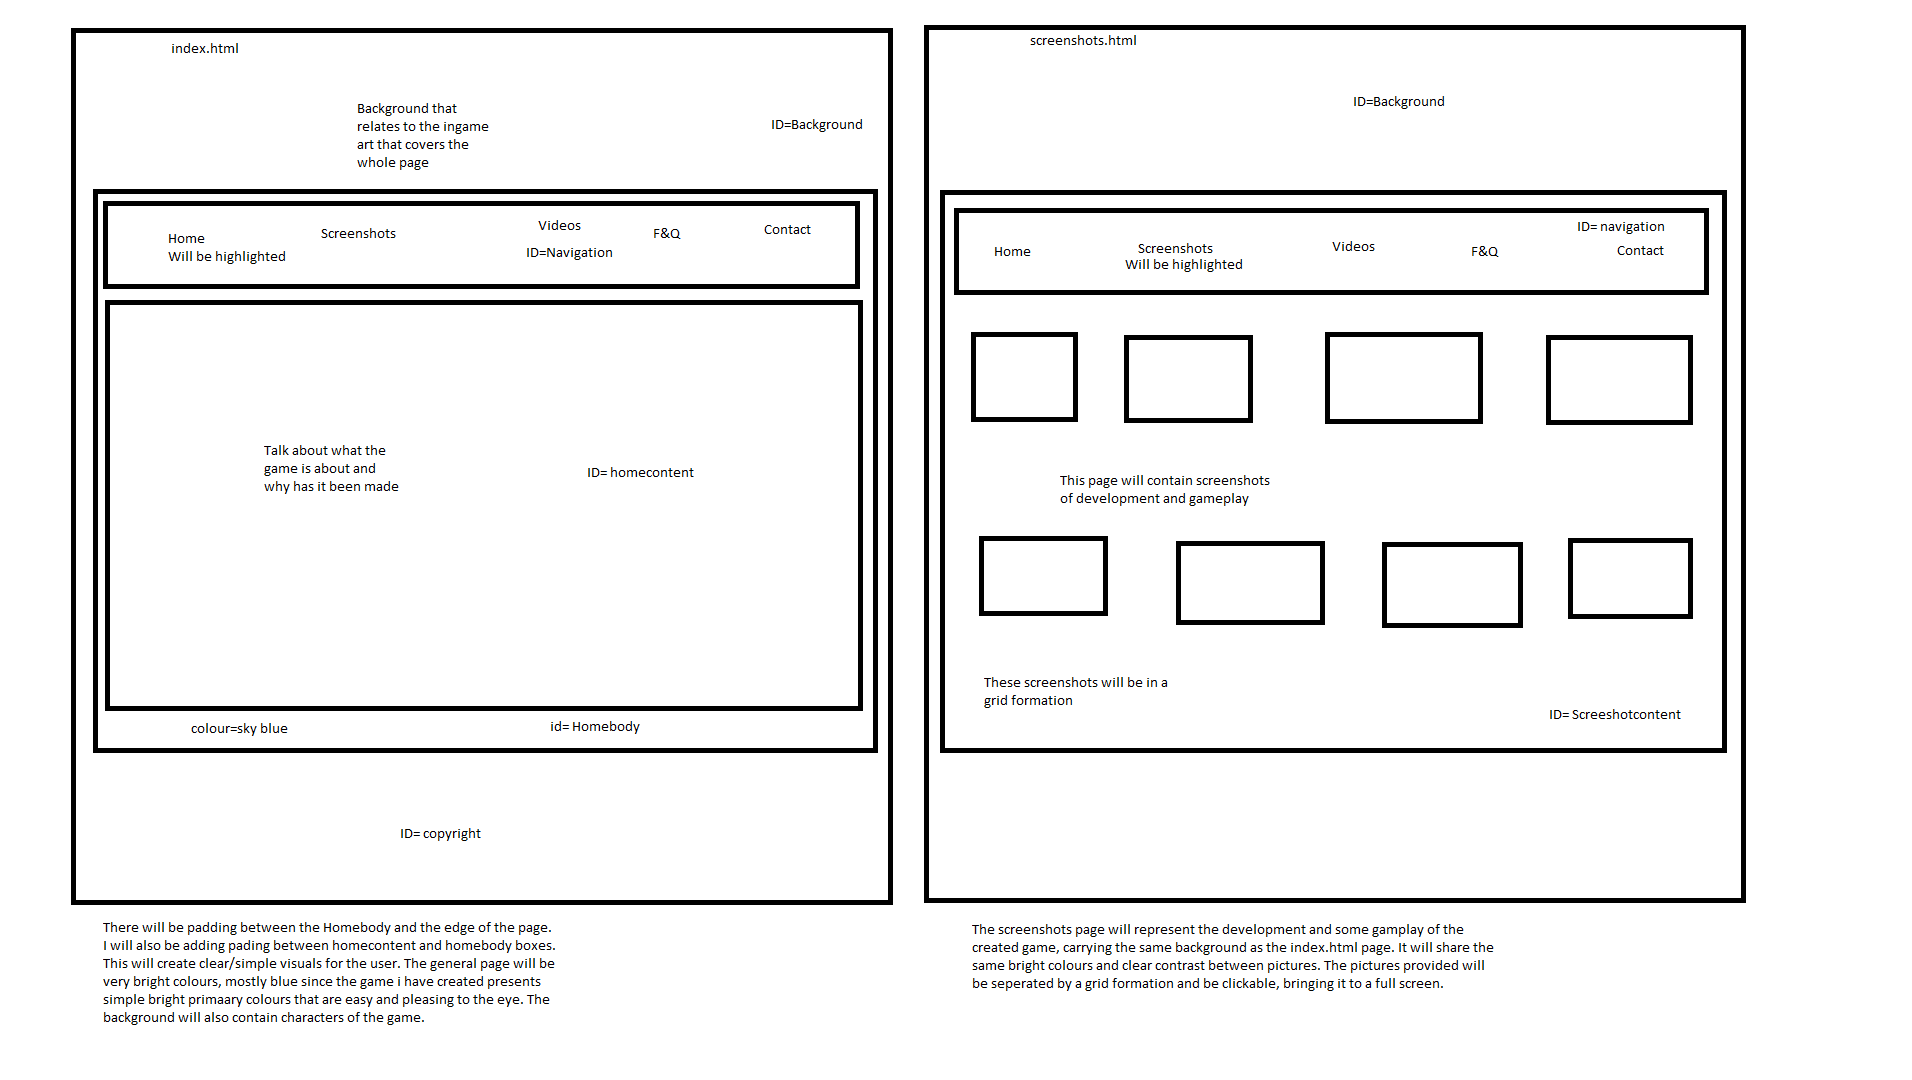 index.html
Background that
relates to the ingame
art that covers the
whole page
ID=Background
Home
Will be highlighted
Screenshots
Videos
ID=Navigation
F&Q
Contact
Talk about what the
game is about and
why has it been made
ID= homecontent
colour=sky blue
id= Homebody
ID= copyright
There will be padding between the Homebody and the edge of the page.
I will also be adding pading between homecontent and homebody boxes.
This will create clear/simple visuals for the user. The general page will be
very bright colours, mostly blue since the game i have created presents
simple bright primaary colours that are easy and pleasing to the eye. The
background will also contain characters of the game.
screenshots.html
ID=Background
Home
Screenshots
Will be highlighted
Videos
F&Q
ID= navigation
Contact
This page will contain screenshots
of development and gameplay
These screenshots will be in a
grid formation
ID= Screeshotcontent
The screenshots page will represent the development and some gamplay of the
created game, carrying the same background as the index.html page. It will share the
same bright colours and clear contrast between pictures. The pictures provided will
be seperated by a grid formation and be clickable, bringing it to a full screen.